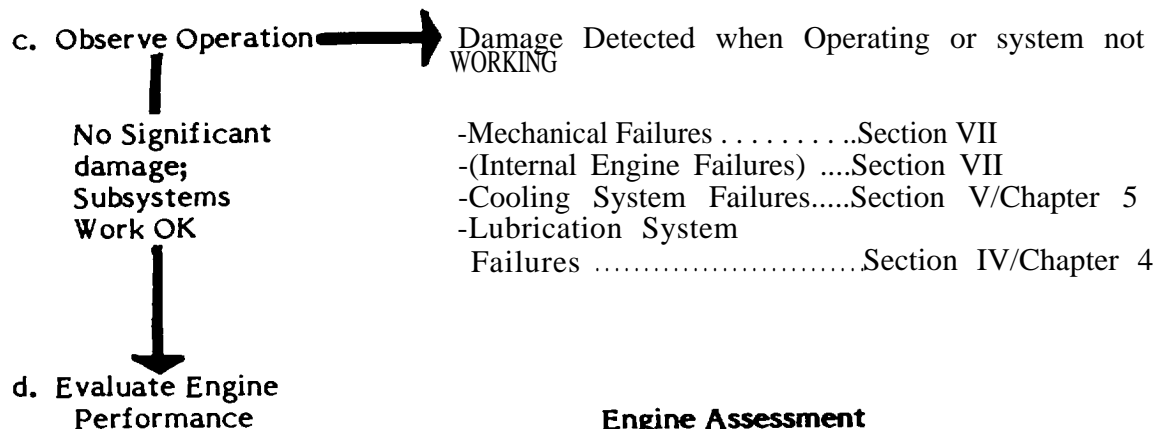 c. Observe Operation
Damage Detected when Operating or system not
WORKING
No Significant
damage;
Subsystems
Work OK
-Mechanical Failures . . . . . . . . . ..Section VII
-(Internal Engine Failures) ....Section VII
-Cooling System Failures.....Section V/Chapter 5
-Lubrication System
Failures ............................Section IV/Chapter 4
d. Evaluate Engine
Performance
Engine Assessment